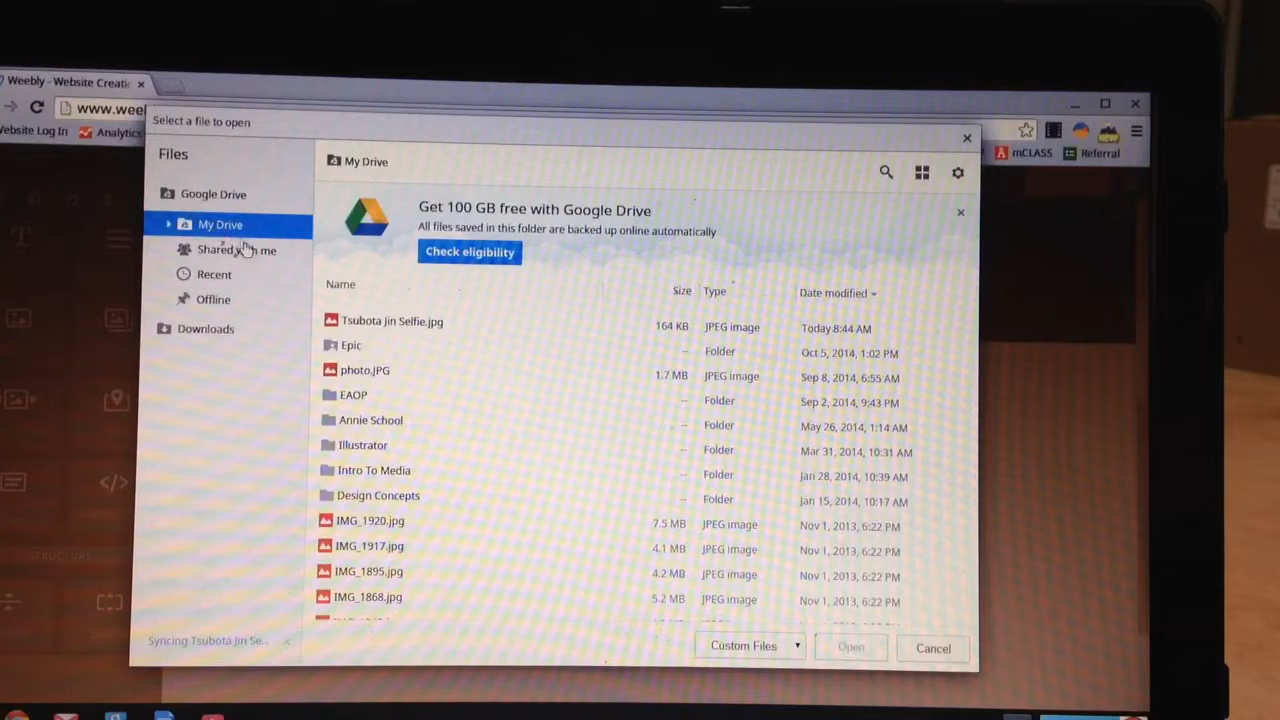 Weebly - Website Creati
www.weel
ebsite Log In
Analytics
mCLASS
Referral
Select a file to open
Files
Google Drive
My Drive
Shared with me
Recent
Offline
Downloads
Syncing Tsubota Jin Se...
My Drive
Get 100 GB free with Google Drive
All files saved in this folder are backed up online automatically
Check eligibility
Name Size Type Date modified
Tsubota Jin Selfie.jpg 164 KB JPEG image Today 8:44 AM
Epic -- Folder Oct 5, 2014, 1:02 PM
photo.JPG 1.7 MB JPEG image Sep 8, 2014, 6:55 AM
EAOP -- Folder Sep 2, 2014, 9:43 PM
Annie School -- Folder May 26, 2014, 1:14 AM
Illustrator -- Folder Mar 31, 2014, 10:31 AM
Intro To Media -- Folder Jan 28, 2014, 10:39 AM
Design Concepts -- Folder Jan 15, 2014, 10:17 AM
IMG_1920.jpg 7.5 MB JPEG image Nov 1, 2013, 6:22 PM
IMG_1917.jpg 4.1 MB JPEG image Nov 1, 2013, 6:22 PM
IMG_1895.jpg 4.2 MB JPEG image Nov 1, 2013, 6:22 PM
IMG_1868.jpg 5.2 MB JPEG image Nov 1, 2013, 6:22 PM
Custom Files
Open
Cancel